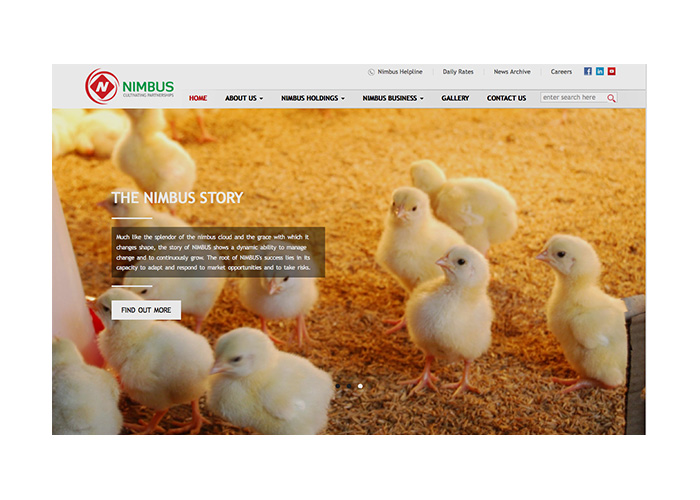 Nimbus Helpline
Daily Rates
News Archive
Careers
N
NIMBUS
CULTIVATING PARTNERSHIPS
HOME
ABOUT US
NIMBUS HOLDINGS
NIMBUS BUSINESS
GALLERY
CONTACT US
enter search here
THE NIMBUS STORY
Much like the splendor of the nimbus cloud and the grace with which it
changes shape, the story of NIMBUS shows a dynamic ability to manage
change and to continuously grow. The root of NIMBUS's success lies in its
capacity to adapt and respond to market opportunities and to take risks.
FIND OUT MORE